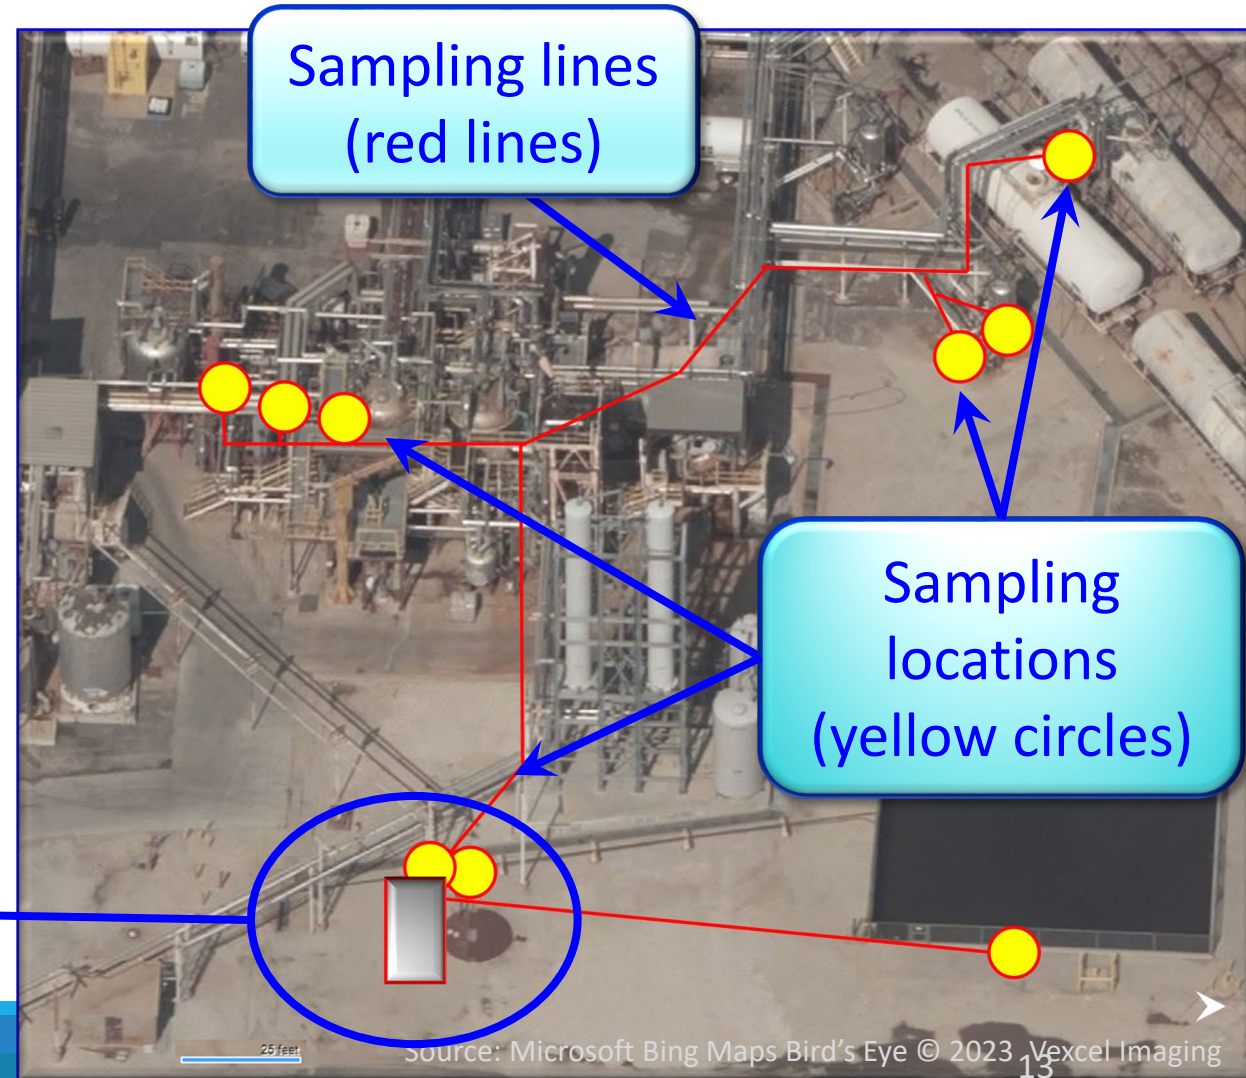 Sampling lines
(red lines)
Sampling
locations
(yellow circles)
25 feet
Source: Microsoft Bing Maps Bird's Eye © 2023 Vexcel Imaging
13